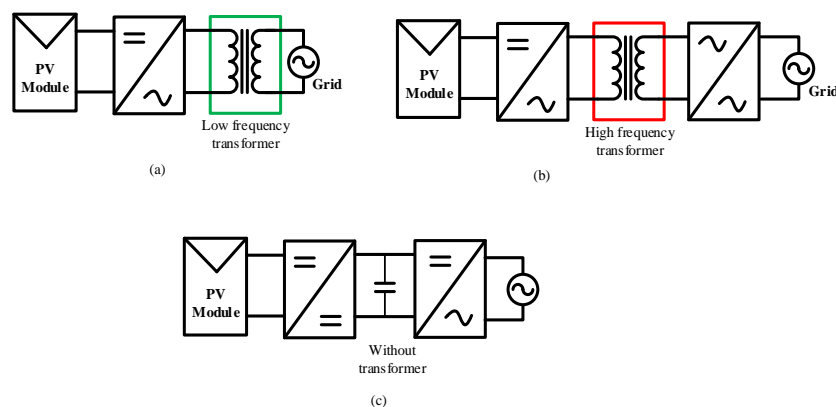 PV
Module
Grid
Low frequency
transformer
(a)
PV
Module
Grid
High frequency
transformer
(b)
PV
Module
Without
transformer
(c)